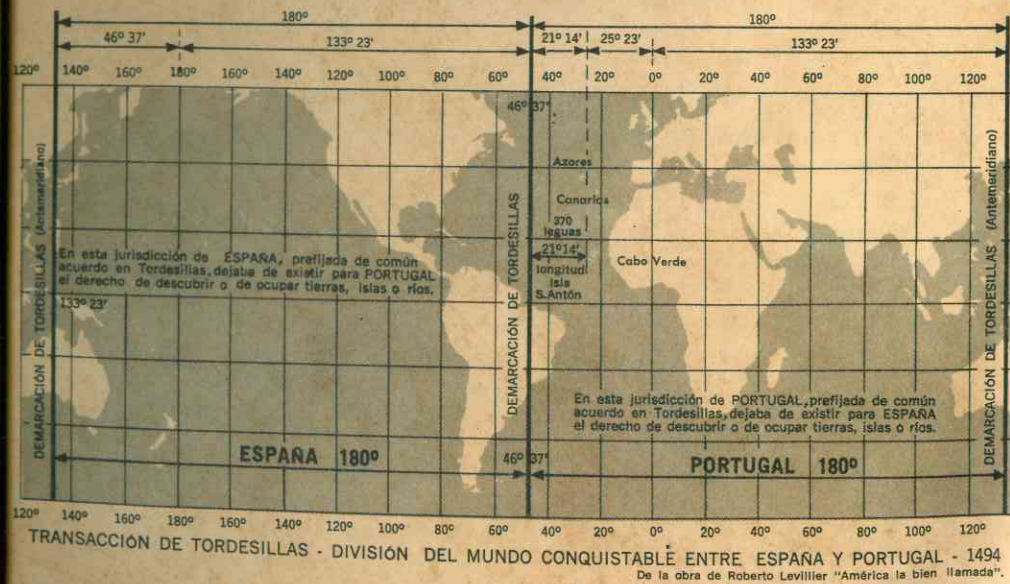 180º 180º
46º 37' 133º 23' 21º 14' 25º 23' 133º 23'
120º 140º 160º 180º 160º 140º 120º 100º 80º 60º 40º 20º 0º 20º 40º 60º 80º 100º 120º
46º 37'
DEMARCACIÓN DE TORDESILLAS (Antemeridiano)
En esta jurisdicción de ESPAÑA, prefijada de común
acuerdo en Tordesillas, dejaba de existir para PORTUGAL
el derecho de descubrir o de ocupar tierras, islas o ríos.
133º 23'
DEMARCACIÓN DE TORDESILLAS
Azores
Canarias
370
leguas
21º14'
longitud
Isla
S.Antón
Cabo Verde
DEMARCACIÓN DE TORDESILLAS (Antemeridiano)
En esta jurisdicción de PORTUGAL, prefijada de común
acuerdo en Tordesillas, dejaba de existir para ESPAÑA
el derecho de descubrir o de ocupar tierras, islas o ríos.
ESPAÑA 180º 46º 37' PORTUGAL 180º
120º 140º 160º 180º 160º 140º 120º 100º 80º 60º 40º 20º 0º 20º 40º 60º 80º 100º 120º
TRANSACCIÓN DE TORDESILLAS - DIVISIÓN DEL MUNDO CONQUISTABLE ENTRE ESPAÑA Y PORTUGAL - 1494
De la obra de Roberto Levillier "América la bien llamada".